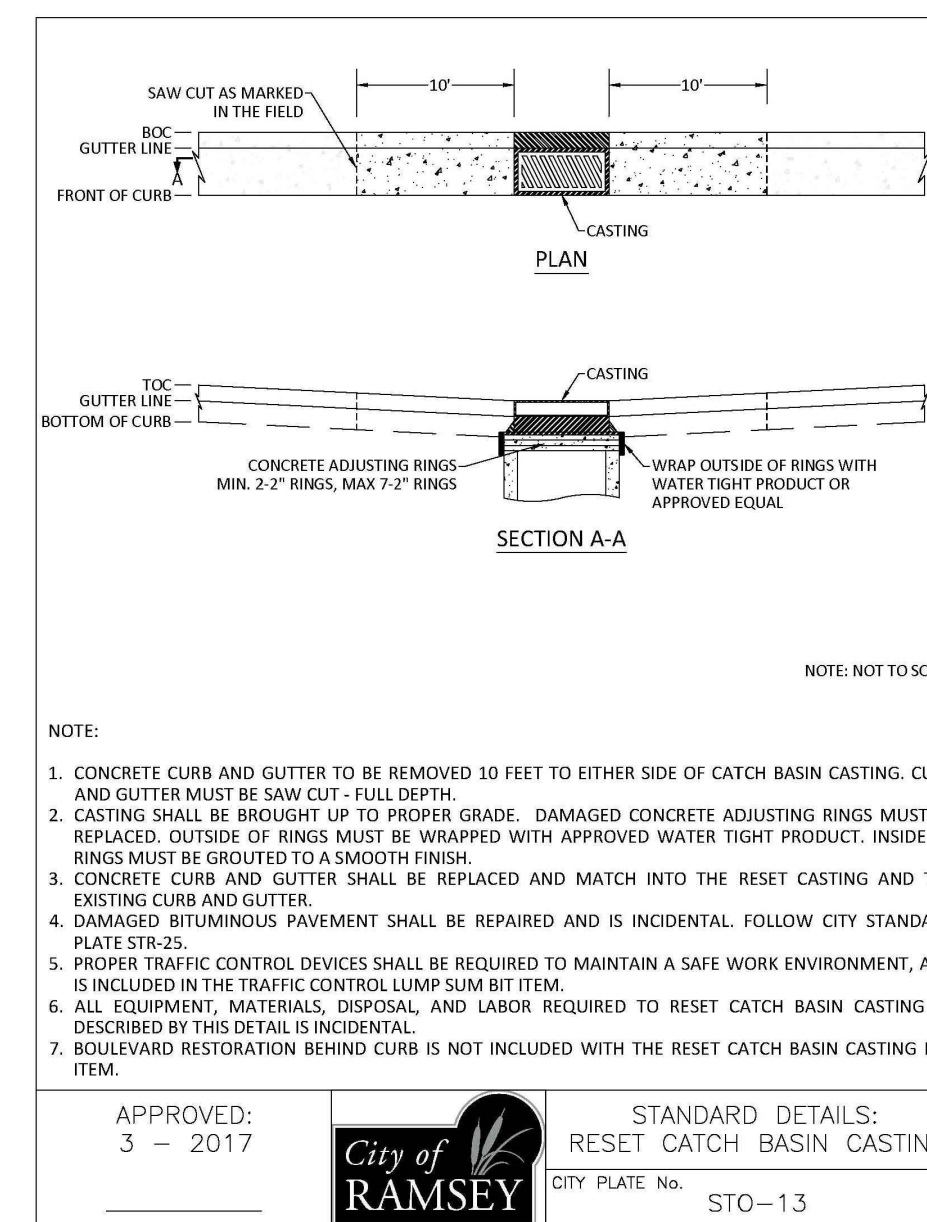 10'
10'
SAW CUT AS MARKED
IN THE FIELD
BOC
GUTTER LINE
A
FRONT OF CURB
CASTING
PLAN
CASTING
TOC
GUTTER LINE
BOTTOM OF CURB
CONCRETE ADJUSTING RINGS
MIN. 2-2" RINGS, MAX 7-2" RINGS
WRAP OUTSIDE OF RINGS WITH
WATER TIGHT PRODUCT OR
APPROVED EQUAL
SECTION A-A
NOTE: NOT TO SC
NOTE:
1. CONCRETE CURB AND GUTTER TO BE REMOVED 10 FEET TO EITHER SIDE OF CATCH BASIN CASTING. CU
AND GUTTER MUST BE SAW CUT - FULL DEPTH.
2. CASTING SHALL BE BROUGHT UP TO PROPER GRADE. DAMAGED CONCRETE ADJUSTING RINGS MUST
REPLACED. OUTSIDE OF RINGS MUST BE WRAPPED WITH APPROVED WATER TIGHT PRODUCT. INSIDE
RINGS MUST BE GROUTED TO A SMOOTH FINISH.
3. CONCRETE CURB AND GUTTER SHALL BE REPLACED AND MATCH INTO THE RESET CASTING AND T
EXISTING CURB AND GUTTER.
4. DAMAGED BITUMINOUS PAVEMENT SHALL BE REPAIRED AND IS INCIDENTAL. FOLLOW CITY STANDA
PLATE STR-25.
5. PROPER TRAFFIC CONTROL DEVICES SHALL BE REQUIRED TO MAINTAIN A SAFE WORK ENVIRONMENT, A
IS INCLUDED IN THE TRAFFIC CONTROL LUMP SUM BIT ITEM.
6. ALL EQUIPMENT, MATERIALS, DISPOSAL, AND LABOR REQUIRED TO RESET CATCH BASIN CASTING
DESCRIBED BY THIS DETAIL IS INCIDENTAL.
7. BOULEVARD RESTORATION BEHIND CURB IS NOT INCLUDED WITH THE RESET CATCH BASIN CASTING
ITEM.
APPROVED:
3 - 2017
City of
RAMSEY
STANDARD DETAILS:
RESET CATCH BASIN CASTIN
CITY PLATE No.
STO-13